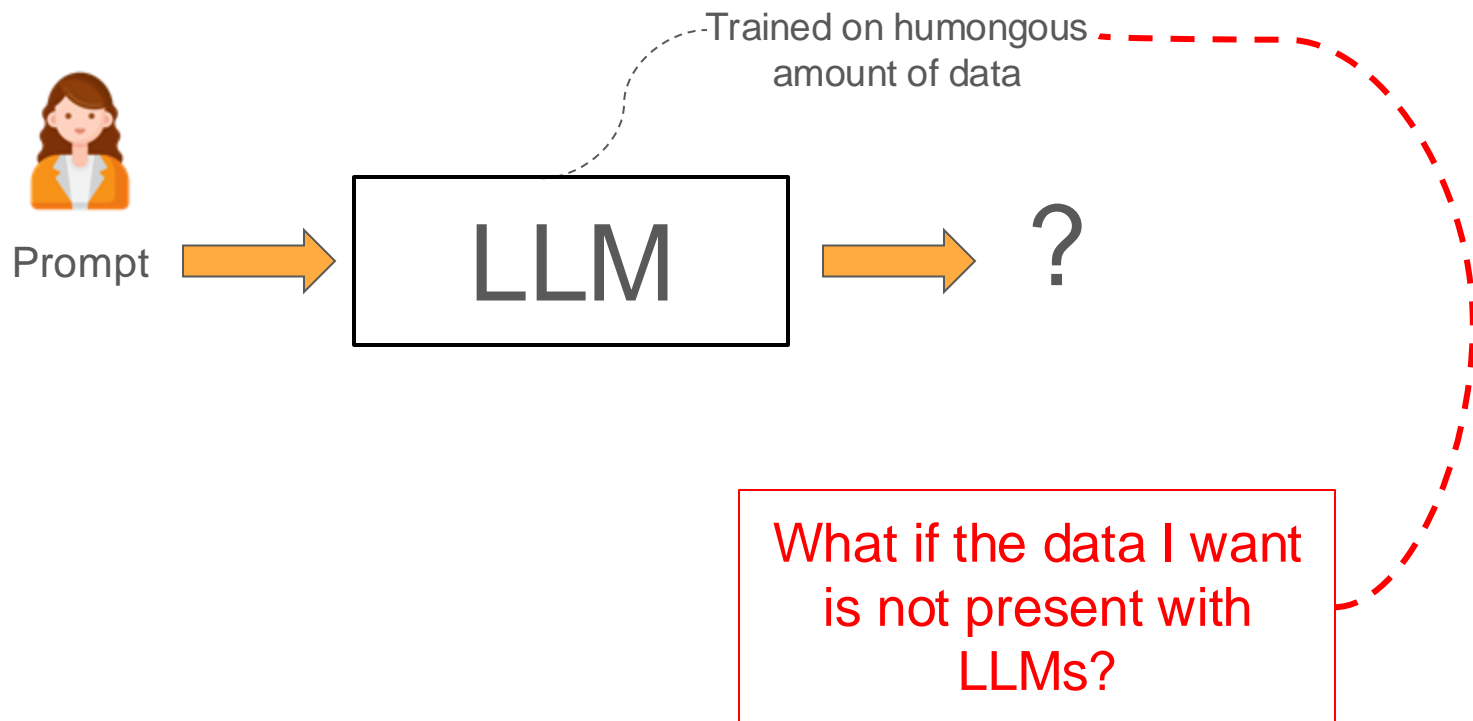 Trained on humongous
amount of data
Prompt
LLM
?
What if the data I want
is not present with
LLMs?